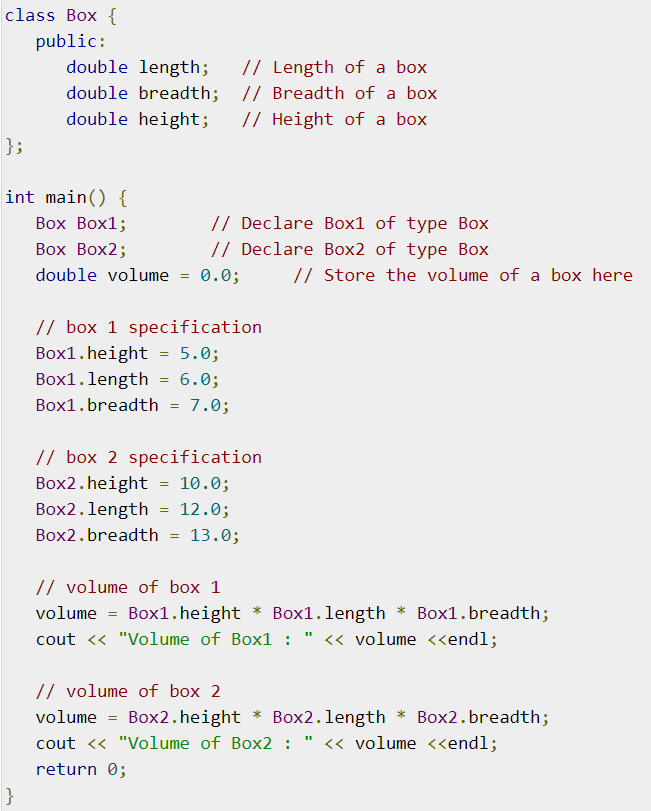 class Box {
   public:
      double length;   // Length of a box
      double breadth;  // Breadth of a box
      double height;   // Height of a box
};

int main() {
   Box Box1;        // Declare Box1 of type Box
   Box Box2;        // Declare Box2 of type Box
   double volume = 0.0;     // Store the volume of a box here

   // box 1 specification
   Box1.height = 5.0;
   Box1.length = 6.0;
   Box1.breadth = 7.0;

   // box 2 specification
   Box2.height = 10.0;
   Box2.length = 12.0;
   Box2.breadth = 13.0;

   // volume of box 1
   volume = Box1.height * Box1.length * Box1.breadth;
   cout << "Volume of Box1 : " << volume <<endl;

   // volume of box 2
   volume = Box2.height * Box2.length * Box2.breadth;
   cout << "Volume of Box2 : " << volume <<endl;
   return 0;
}